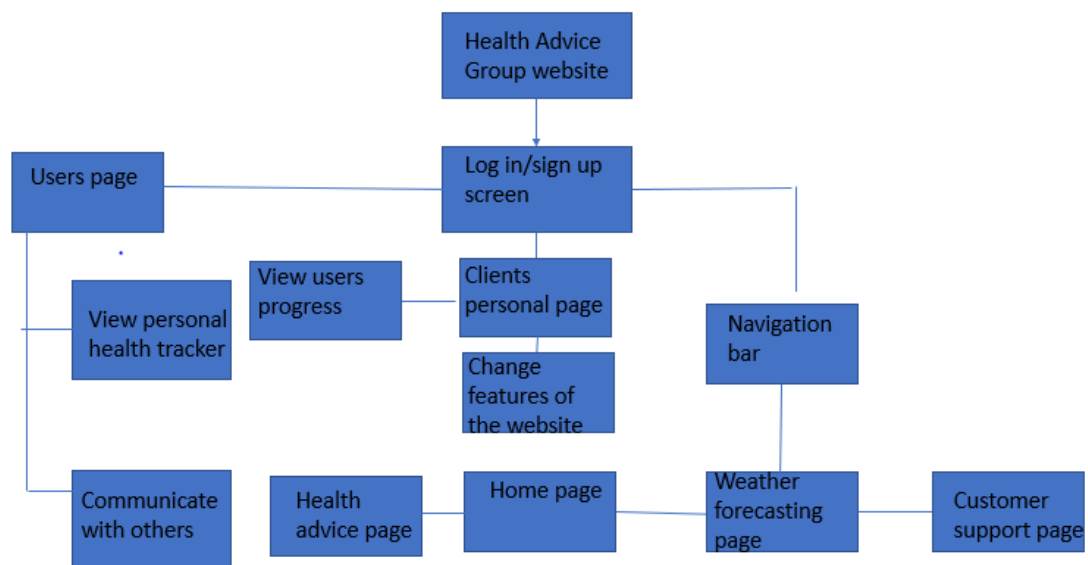 Health Advice
Group website
Users page
Log in/sign up
screen
View users
progress
Clients
personal page
View personal
health tracker
Navigation
bar
Change
features of
the website
Communicate
with others
Health
advice page
Home page
Weather
forecasting
page
Customer
support page